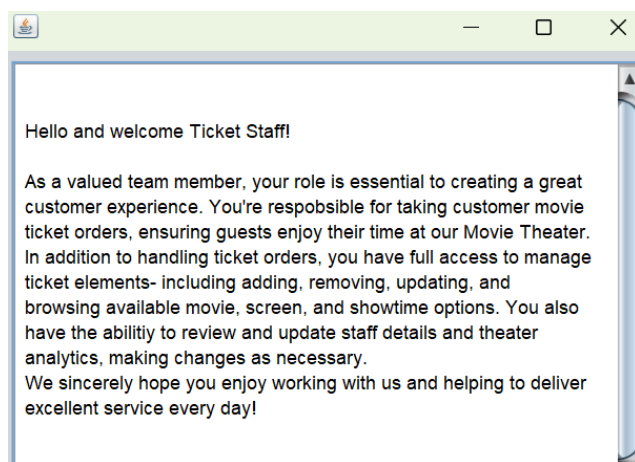 Hello and welcome Ticket Staff!
As a valued team member, your role is essential to creating a great
customer experience. You're respobsible for taking customer movie
ticket orders, ensuring guests enjoy their time at our Movie Theater.
In addition to handling ticket orders, you have full access to manage
ticket elements- including adding, removing, updating, and
browsing available movie, screen, and showtime options. You also
have the abilitiy to review and update staff details and theater
analytics, making changes as necessary.
We sincerely hope you enjoy working with us and helping to deliver
excellent service every day!